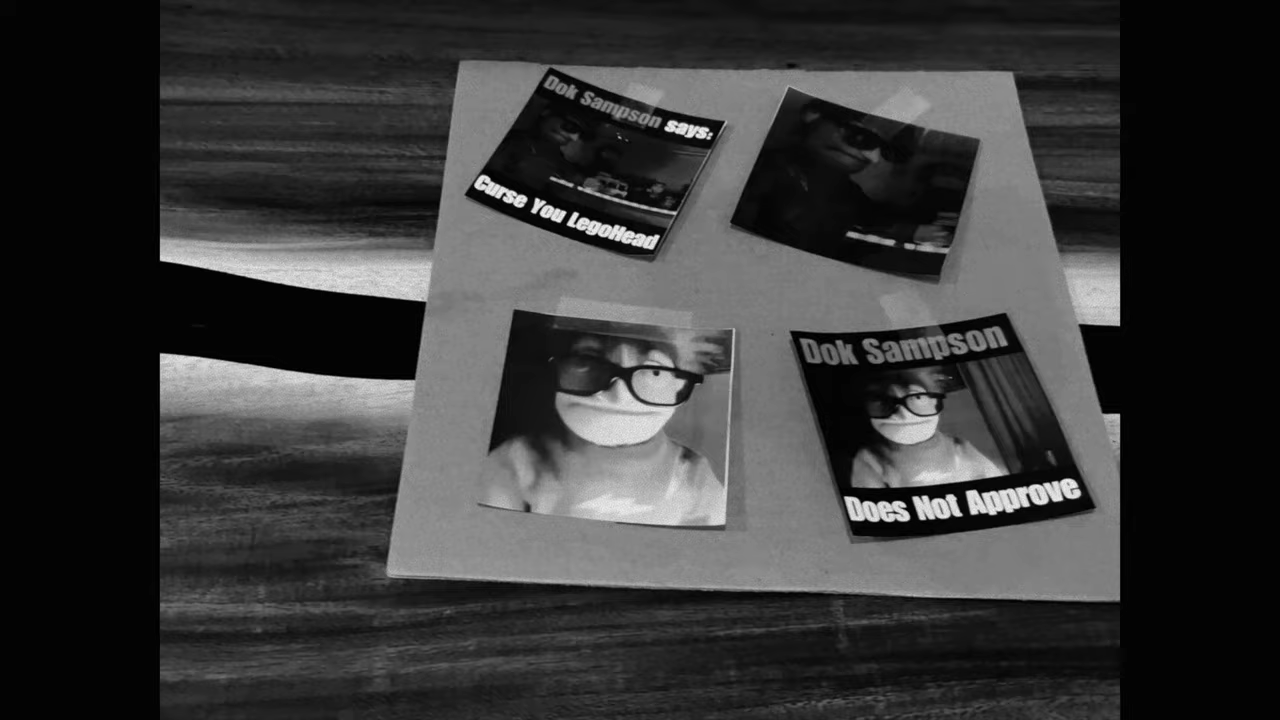 Dok Sampson says:
Curse You LegoHead
Dok Sampson
Does Not Approve